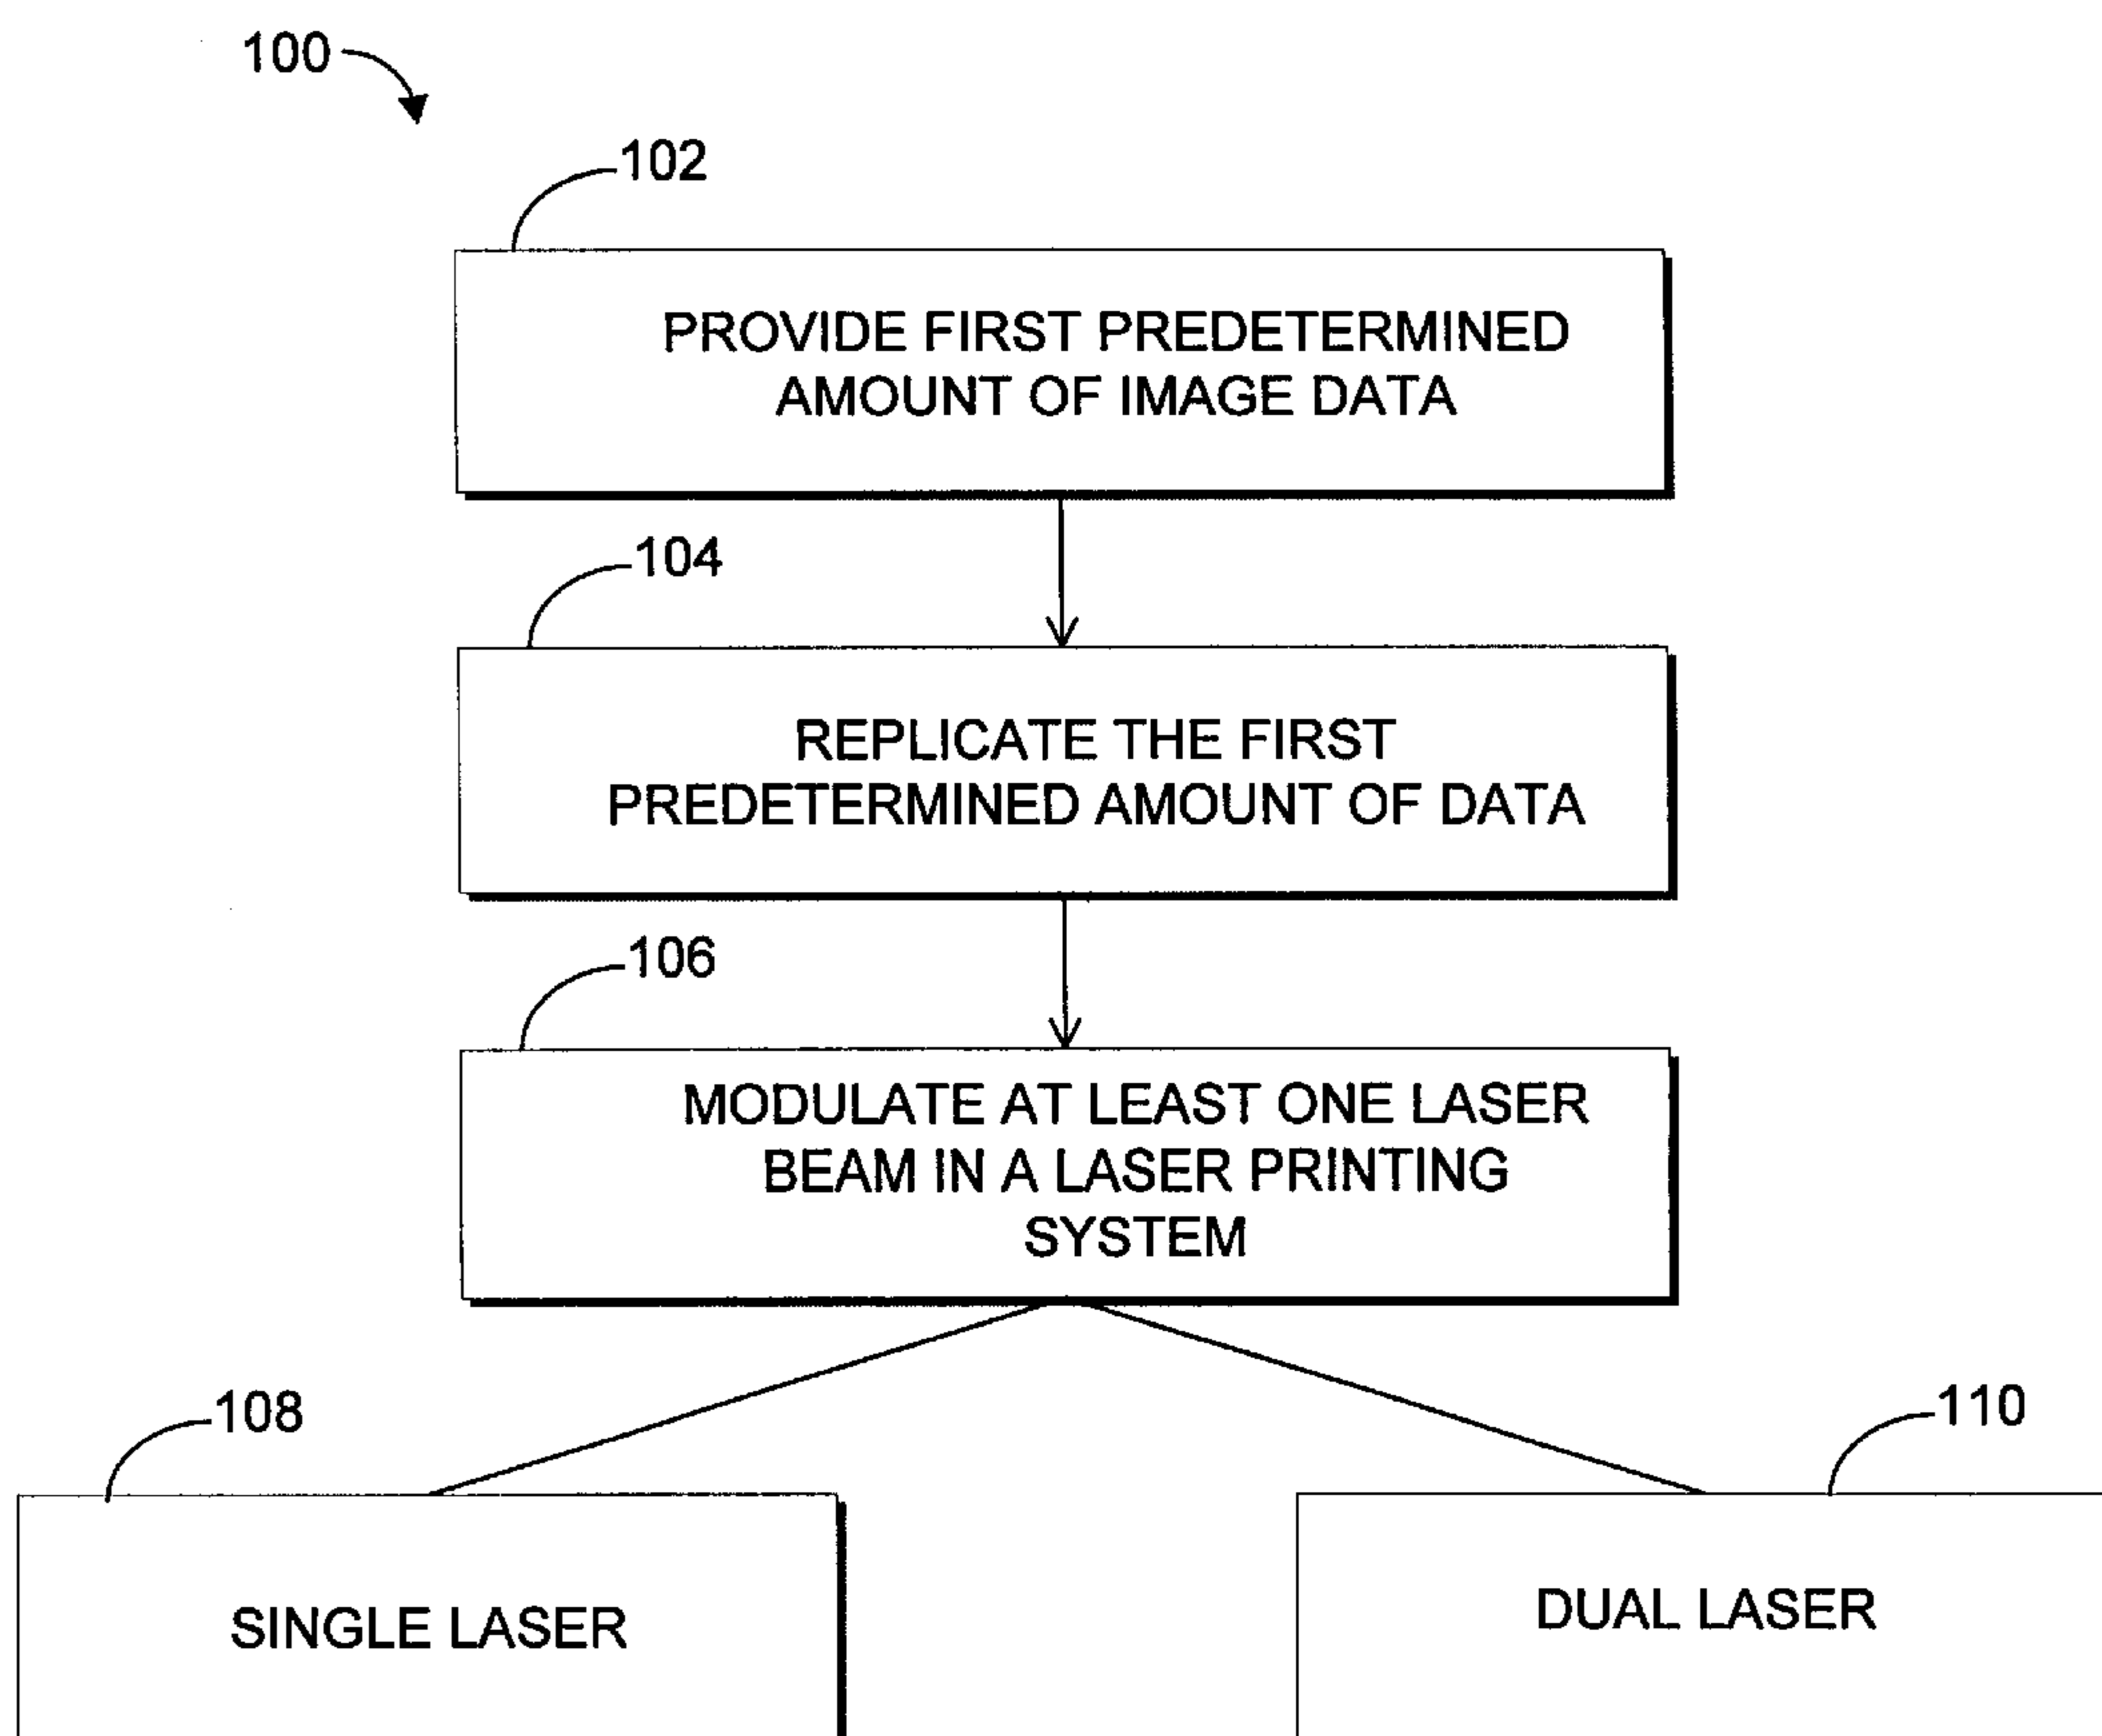 100
102
PROVIDE FIRST PREDETERMINED
AMOUNT OF IMAGE DATA
104
REPLICATE THE FIRST
PREDETERMINED AMOUNT OF DATA
106
MODULATE AT LEAST ONE LASER
BEAM IN A LASER PRINTING
SYSTEM
108
110
SINGLE LASER
DUAL LASER